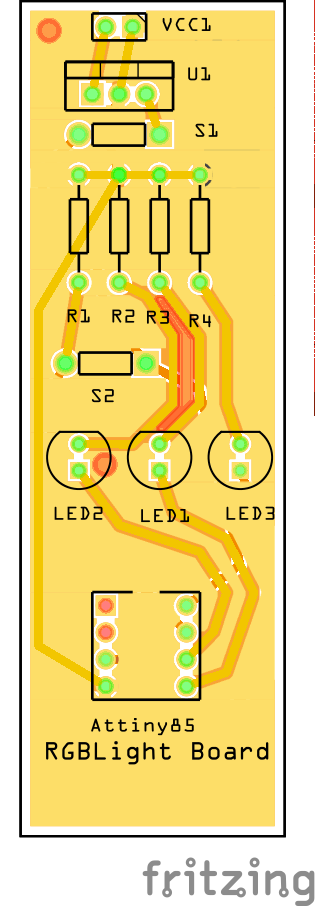 VCC1
U1
S1
R1 R2 R3 R4
S2
LED2 LED1 LED3
Attiny85
RGBLight Board
fritzing